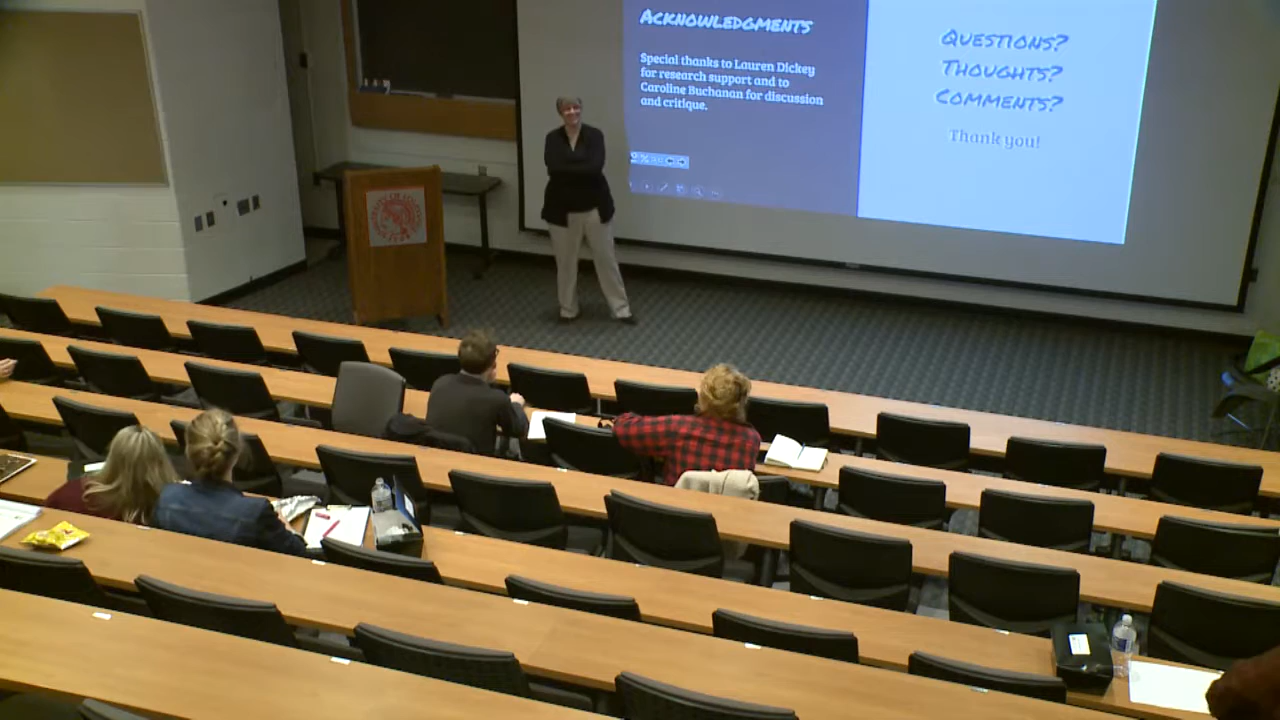 Acknowledgments
Special thanks to Lauren Dickey
for research support and to
Caroline Buchanan for discussion
and critique.
Questions?
Thoughts?
Comments?
Thank you!